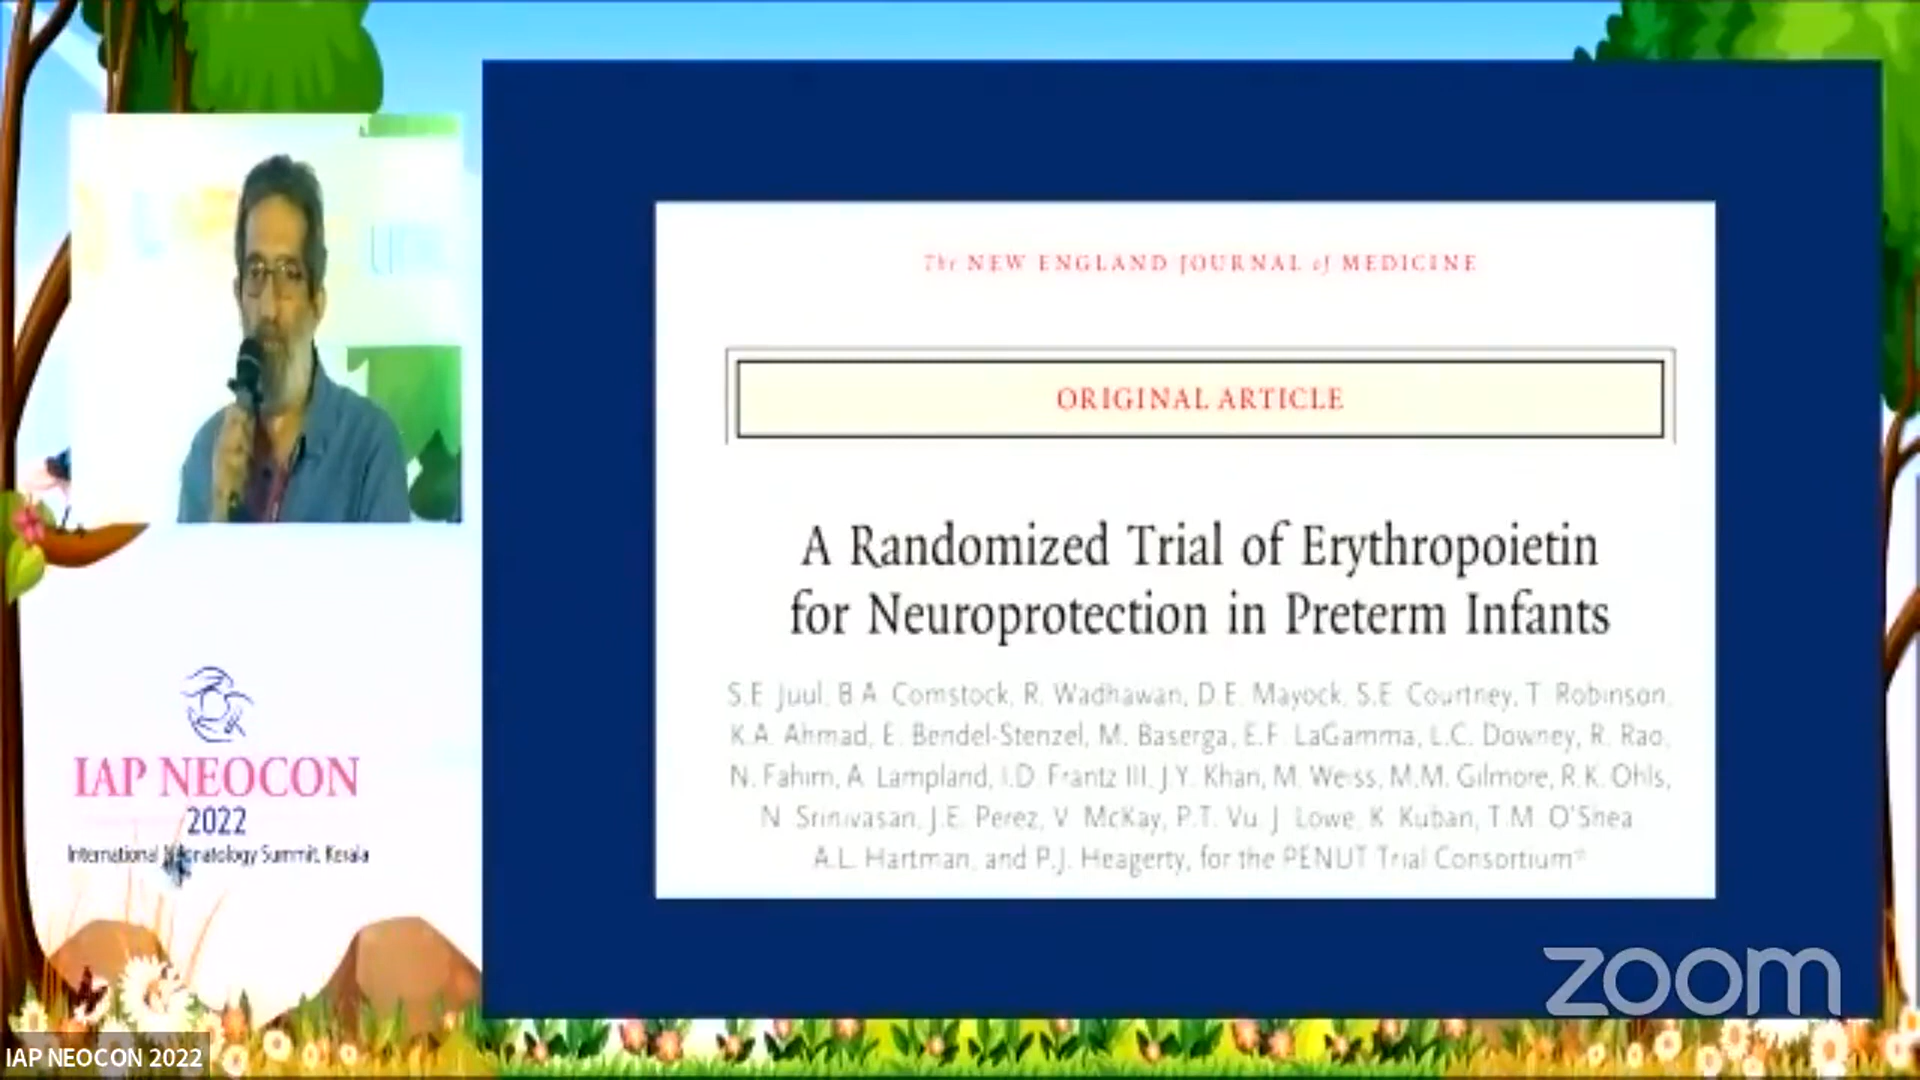 The NEW ENGLAND JOURNAL of MEDICINE
ORIGINAL ARTICLE
A Randomized Trial of Erythropoietin
for Neuroprotection in Preterm Infants
S.E. Juul, B.A. Comstock, R. Wadhawan, D.E. Mayock, S.E. Courtney, T. Robinson,
K.A. Ahmad, E. Bendel-Stenzel, M. Baserga, E.F. LaGamma, L.C. Downey, R. Rao,
N. Fahim, A. Lampland, I.D. Frantz III, J.Y. Khan, M. Weiss, M.M. Gilmore, R.K. Ohls,
N. Srinivasan, J.E. Perez, V. McKay, P.T. Vu, J. Lowe, K. Kuban, T.M. O'Shea,
A.L. Hartman, and P.J. Heagerty, for the PENUT Trial Consortium*
IAP NEOCON
2022
International Neonatology Summit, Kerala
zoom
IAP NEOCON 2022